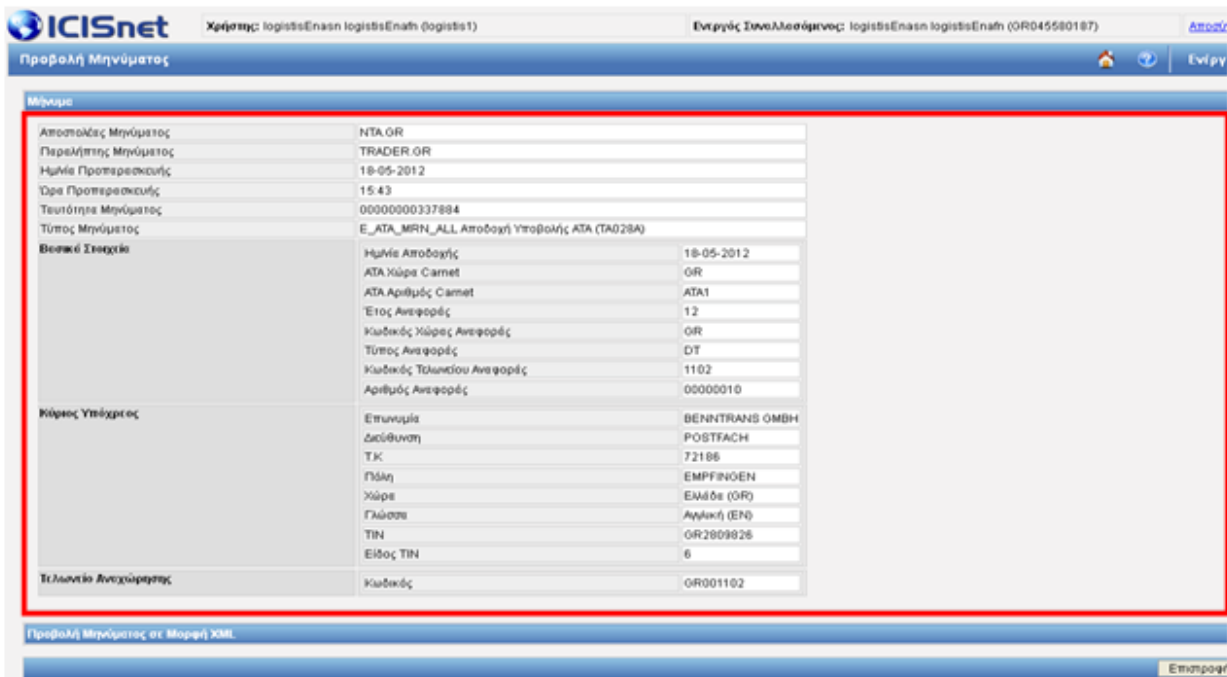 ICISnet Χρήστης: logistisEnasn logistisEnafn (logistis1) Ενεργός Συναλλασόμενος: logistisEnasn logistisEnafn (GR045580187)
Προβολή Μηνύματος
Μήνυμα
Αποστολέας Μηνύματος NTA.GR
Παραλήπτης Μηνύματος TRADER.GR
Ημ/νία Προπαρασκευής 18-05-2012
Ώρα Προπαρασκευής 15:43
Ταυτότητα Μηνύματος 00000000337884
Τύπος Μηνύματος E_ATA_MRN_ALL Αποδοχή Υποβολής ATA (TA028A)
Βασικά Στοιχεία Ημ/νία Αποδοχής 18-05-2012
ATA Χώρα Carnet GR
ATA Αριθμός Carnet ATA1
Έτος Αναφοράς 12
Κωδικός Χώρας Αναφοράς GR
Τύπος Αναφοράς DT
Κωδικός Τελωνείου Αναφοράς 1102
Αριθμός Αναφοράς 00000010
Κύριος Υπόχρεος Επωνυμία BENNTRANS GMBH
Διεύθυνση POSTFACH
Τ.Κ 72186
Πόλη EMPFINGEN
Χώρα Ελλάδα (GR)
Γλώσσα Αγγλική (EN)
TIN GR2809826
Είδος TIN 6
Τελωνείο Αναχώρησης Κωδικός GR001102
Προβολή Μηνύματος σε Μορφή XML
Επιστροφή